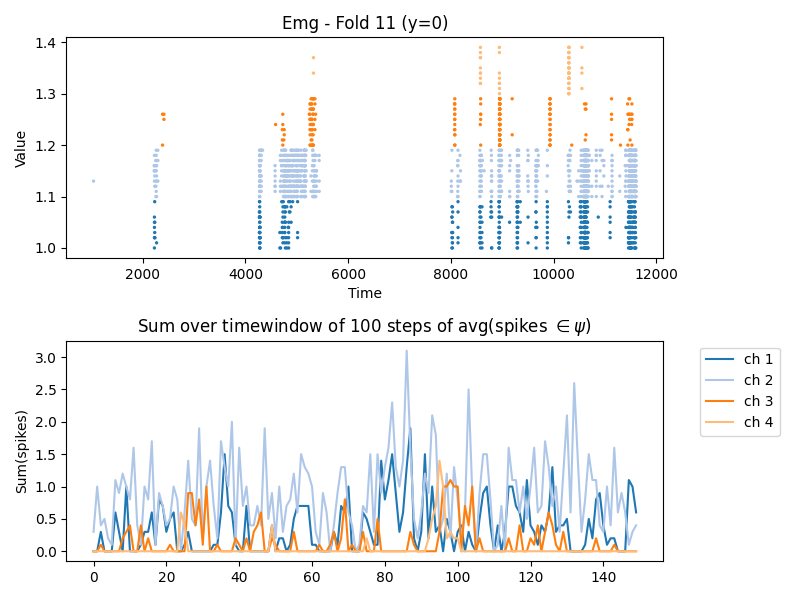 Emg - Fold 11 (y=0)
1.4
1.3
1.2
1.1
1.0
Value
2000 4000 6000 8000 10000 12000
Time
Sum over timewindow of 100 steps of avg(spikes ∈ ψ)
3.0
2.5
2.0
1.5
1.0
0.5
0.0
Sum(spikes)
0 20 40 60 80 100 120 140
ch 1
ch 2
ch 3
ch 4